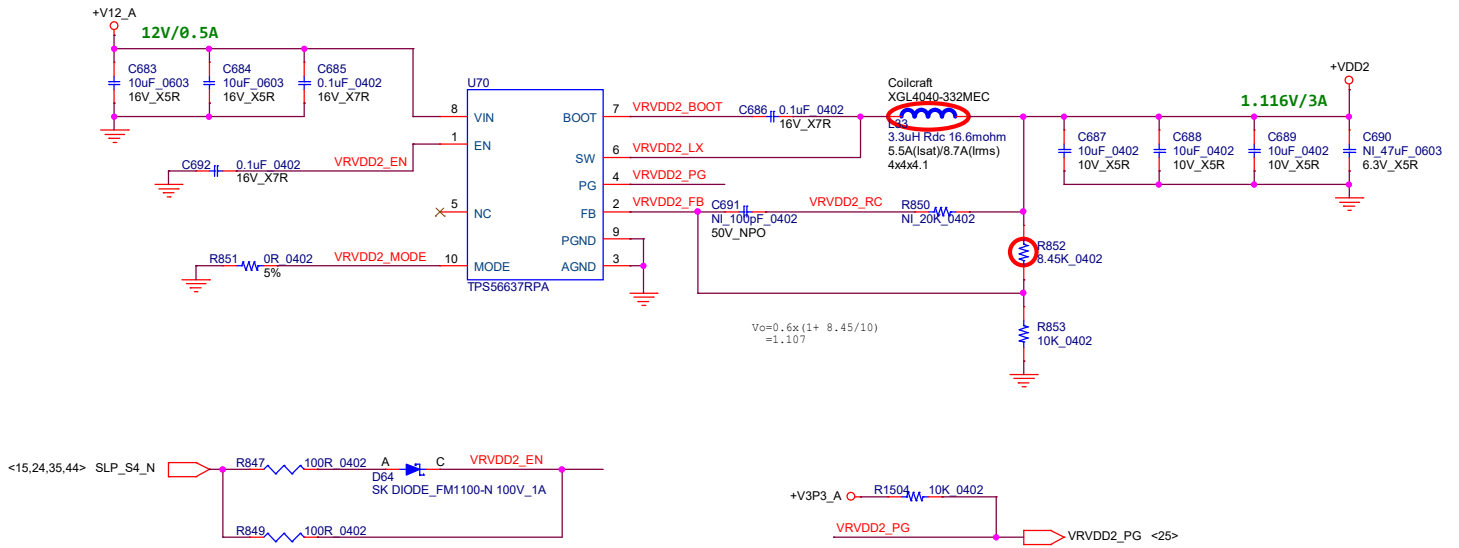 +V12_A
12V/0.5A
C683
10uF_0603
16V_X5R
C684
10uF_0603
16V_X5R
C685
0.1uF_0402
16V_X7R
C692
0.1uF_0402
16V_X7R
VRVDD2_EN
R851
0R_0402
5%
VRVDD2_MODE
U70
8
VIN
1
EN
5
NC
10
MODE
BOOT
7
SW
6
PG
4
FB
2
PGND
9
AGND
3
TPS56637RPA
VRVDD2_BOOT
VRVDD2_LX
VRVDD2_PG
VRVDD2_FB
C686
0.1uF_0402
16V_X7R
C691
NI_100pF_0402
50V_NPO
VRVDD2_RC
R850
NI_20K_0402
Coilcraft
XGL4040-332MEC
L33
3.3uH Rdc 16.6mohm
5.5A(Isat)/8.7A(Irms)
4x4x4.1
+VDD2
1.116V/3A
C687
10uF_0402
10V_X5R
C688
10uF_0402
10V_X5R
C689
10uF_0402
10V_X5R
C690
NI_47uF_0603
6.3V_X5R
R852
8.45K_0402
R853
10K_0402
Vo=0.6x(1+ 8.45/10)
=1.107
<15,24,35,44> SLP_S4_N
R847
100R_0402
A
C
D64
SK DIODE_FM1100-N 100V_1A
VRVDD2_EN
R849
100R_0402
+V3P3_A
R1504
10K_0402
VRVDD2_PG
VRVDD2_PG <25>